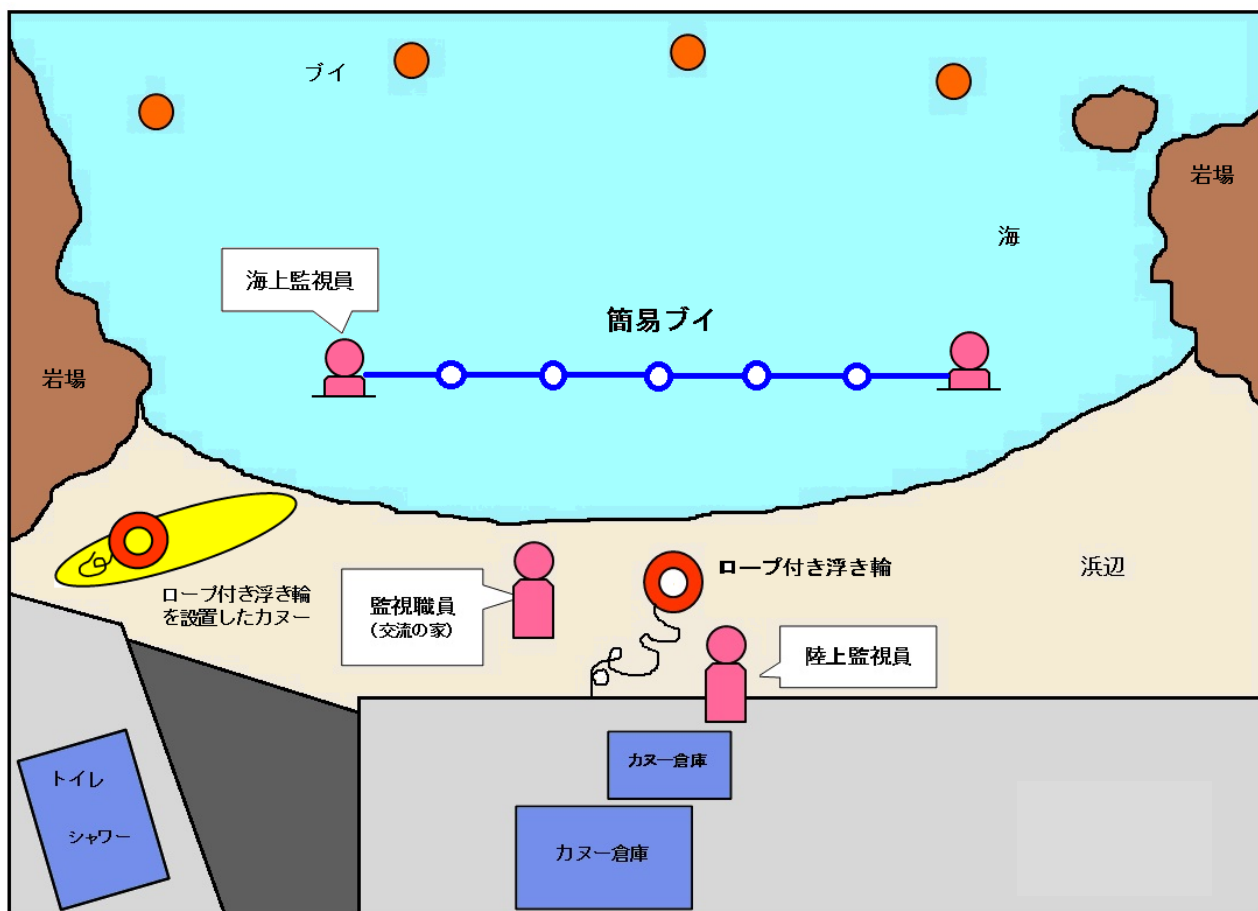 ブイ
岩場
海
海上監視員
簡易ブイ
岩場
ロープ付き浮き輪
浜辺
ロープ付き浮き輪
を設置したカヌー
監視職員
(交流の家)
陸上監視員
トイレ
シャワー
カヌー倉庫
カヌー倉庫